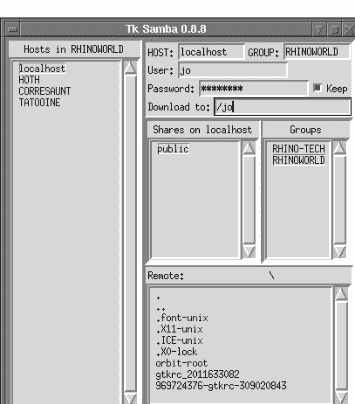 Tk Samba 0.8.8
Hosts in RHINOWORLD
localhost
HOTH
CORRESAUNT
TATOOINE
HOST: localhost GROUP: RHINOWORLD
User: jo
Password: ******** Keep
Download to: /jo
Shares on localhost
public
Groups
RHINO-TECH
RHINOWORLD
Remote: \
.
..
.font-unix
.X11-unix
.ICE-unix
.X0-lock
orbit-root
gtkrc_2011633082
969724376-gtkrc-309020843